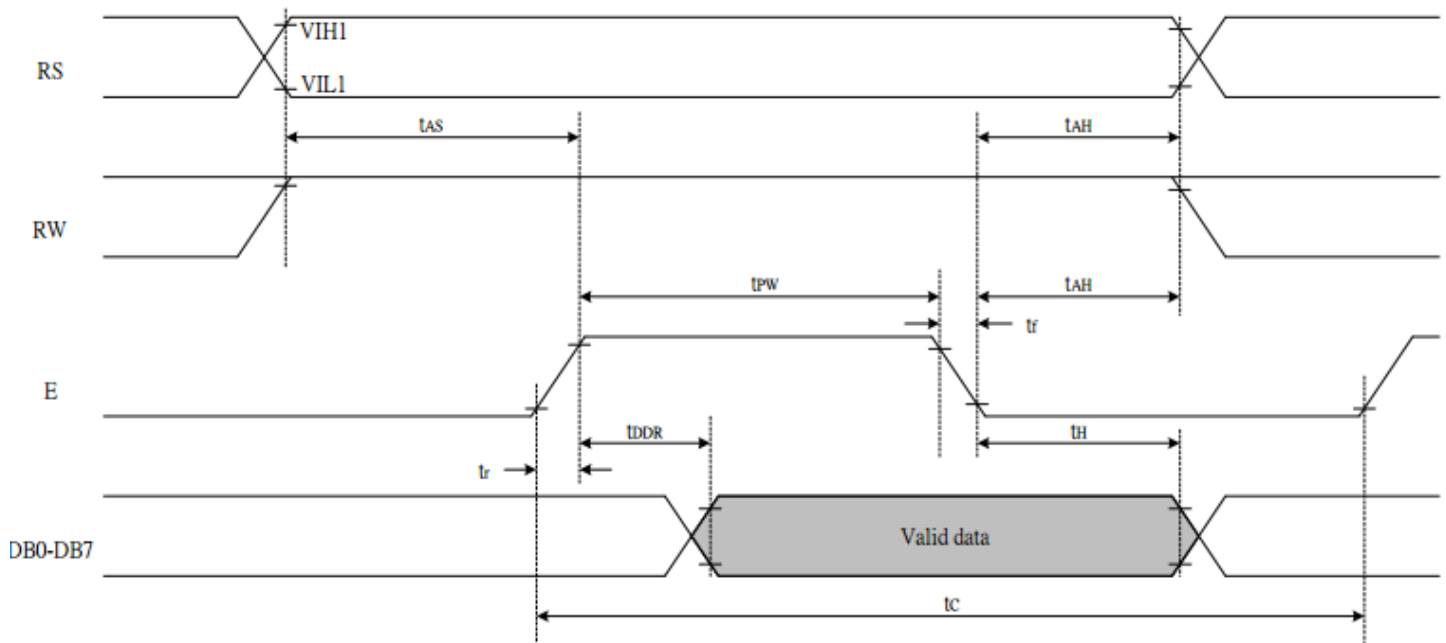 VIH1
RS
VIL1
tAS
tAH
RW
tPW
tAH
tf
E
tDDR
tH
tr
Valid data
DB0-DB7
tC